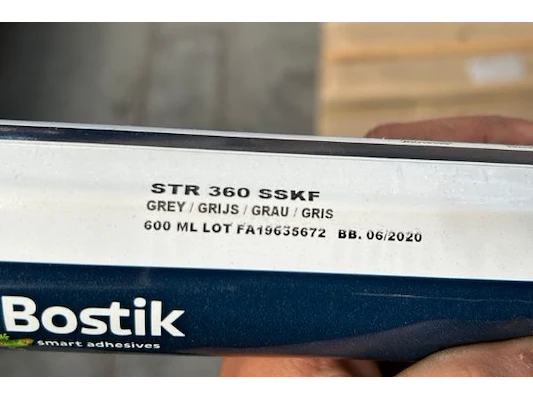 STR 360 SSKF
GREY / GRIJS / GRAU / GRIS
600 ML LOT FA19635672 BB. 06/2020
Bostik
smart adhesives